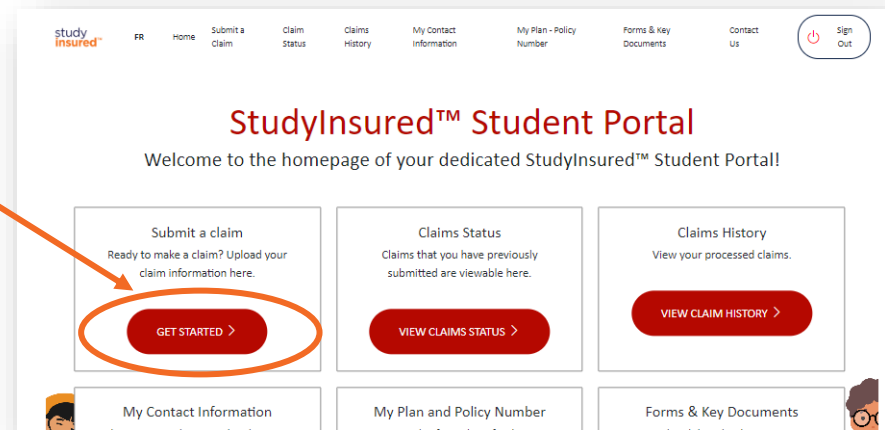 study
insured™
FR
Home
Submit a
Claim
Claim
Status
Claims
History
My Contact
Information
My Plan - Policy
Number
Forms & Key
Documents
Contact
Us
Sign
Out
StudyInsured™ Student Portal
Welcome to the homepage of your dedicated StudyInsured™ Student Portal!
Submit a claim
Ready to make a claim? Upload your
claim information here.
GET STARTED >
Claims Status
Claims that you have previously
submitted are viewable here.
VIEW CLAIMS STATUS >
Claims History
View your processed claims.
VIEW CLAIM HISTORY >
My Contact Information
My Plan and Policy Number
Forms & Key Documents